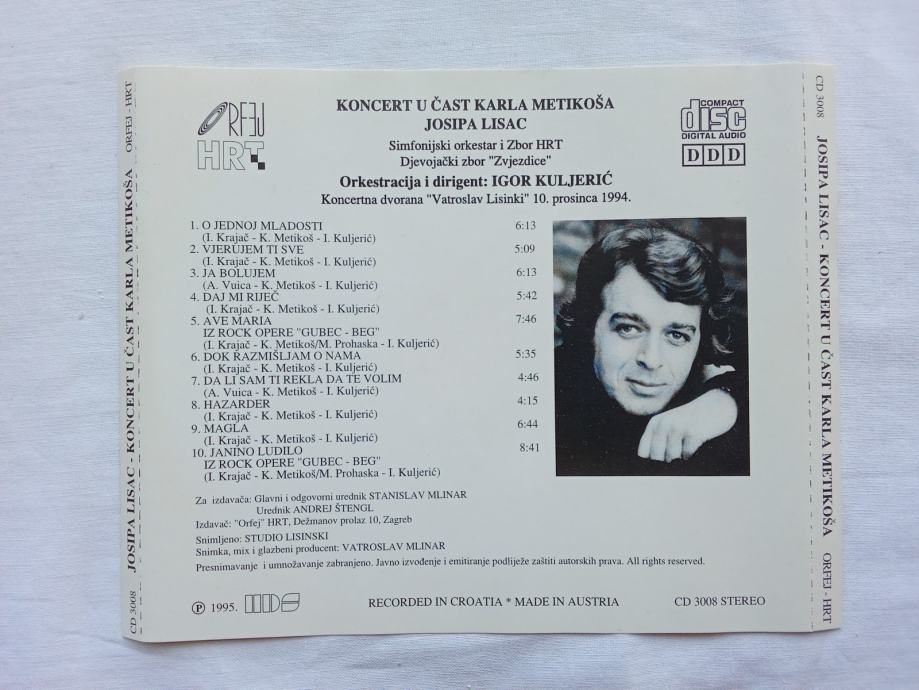 ORFEJ
HRT
KONCERT U ČAST KARLA METIKOŠA
JOSIPA LISAC
Simfonijski orkestar i Zbor HRT
Djevojački zbor "Zvjezdice"
Orkestracija i dirigent: IGOR KULJERIĆ
Koncertna dvorana "Vatroslav Lisinki" 10. prosinca 1994.
COMPACT
disc
DIGITAL AUDIO
DDD
1. O JEDNOJ MLADOSTI 6:13
(I. Krajač - K. Metikoš - I. Kuljerić)
2. VJERUJEM TI SVE 5:09
(I. Krajač - K. Metikoš - I. Kuljerić)
3. JA BOLUJEM 6:13
(A. Vuica - K. Metikoš - I. Kuljerić)
4. DAJ MI RIJEČ 5:42
(I. Krajač - K. Metikoš - I. Kuljerić)
5. AVE MARIA 7:46
IZ ROCK OPERE "GUBEC - BEG"
(I. Krajač - K. Metikoš/M. Prohaska - I. Kuljerić)
6. DOK RAZMIŠLJAM O NAMA 5:35
(I. Krajač - K. Metikoš - I. Kuljerić)
7. DA LI SAM TI REKLA DA TE VOLIM 4:46
(A. Vuica - K. Metikoš - I. Kuljerić)
8. HAZARDER 4:15
(I. Krajač - K. Metikoš - I. Kuljerić)
9. MAGLA 6:44
(I. Krajač - K. Metikoš - I. Kuljerić)
10. JANINO LUDILO 8:41
IZ ROCK OPERE "GUBEC - BEG"
(I. Krajač - K. Metikoš/M. Prohaska - I. Kuljerić)
Za izdavača: Glavni i odgovorni urednik STANISLAV MLINAR
Urednik ANDREJ ŠTENGL
Izdavač: "Orfej" HRT, Dežmanov prolaz 10, Zagreb
Snimljeno: STUDIO LISINSKI
Snimka, mix i glazbeni producent: VATROSLAV MLINAR
Presnimavanje i umnožavanje zabranjeno. Javno izvođenje i emitiranje podliježe zaštiti autorskih prava. All rights reserved.
Ⓟ 1995.
RECORDED IN CROATIA * MADE IN AUSTRIA
CD 3008 STEREO
CD 3008 JOSIPA LISAC - KONCERT U ČAST KARLA METIKOŠA ORFEJ - HRT
CD 3008 JOSIPA LISAC - KONCERT U ČAST KARLA METIKOŠA ORFEJ - HRT